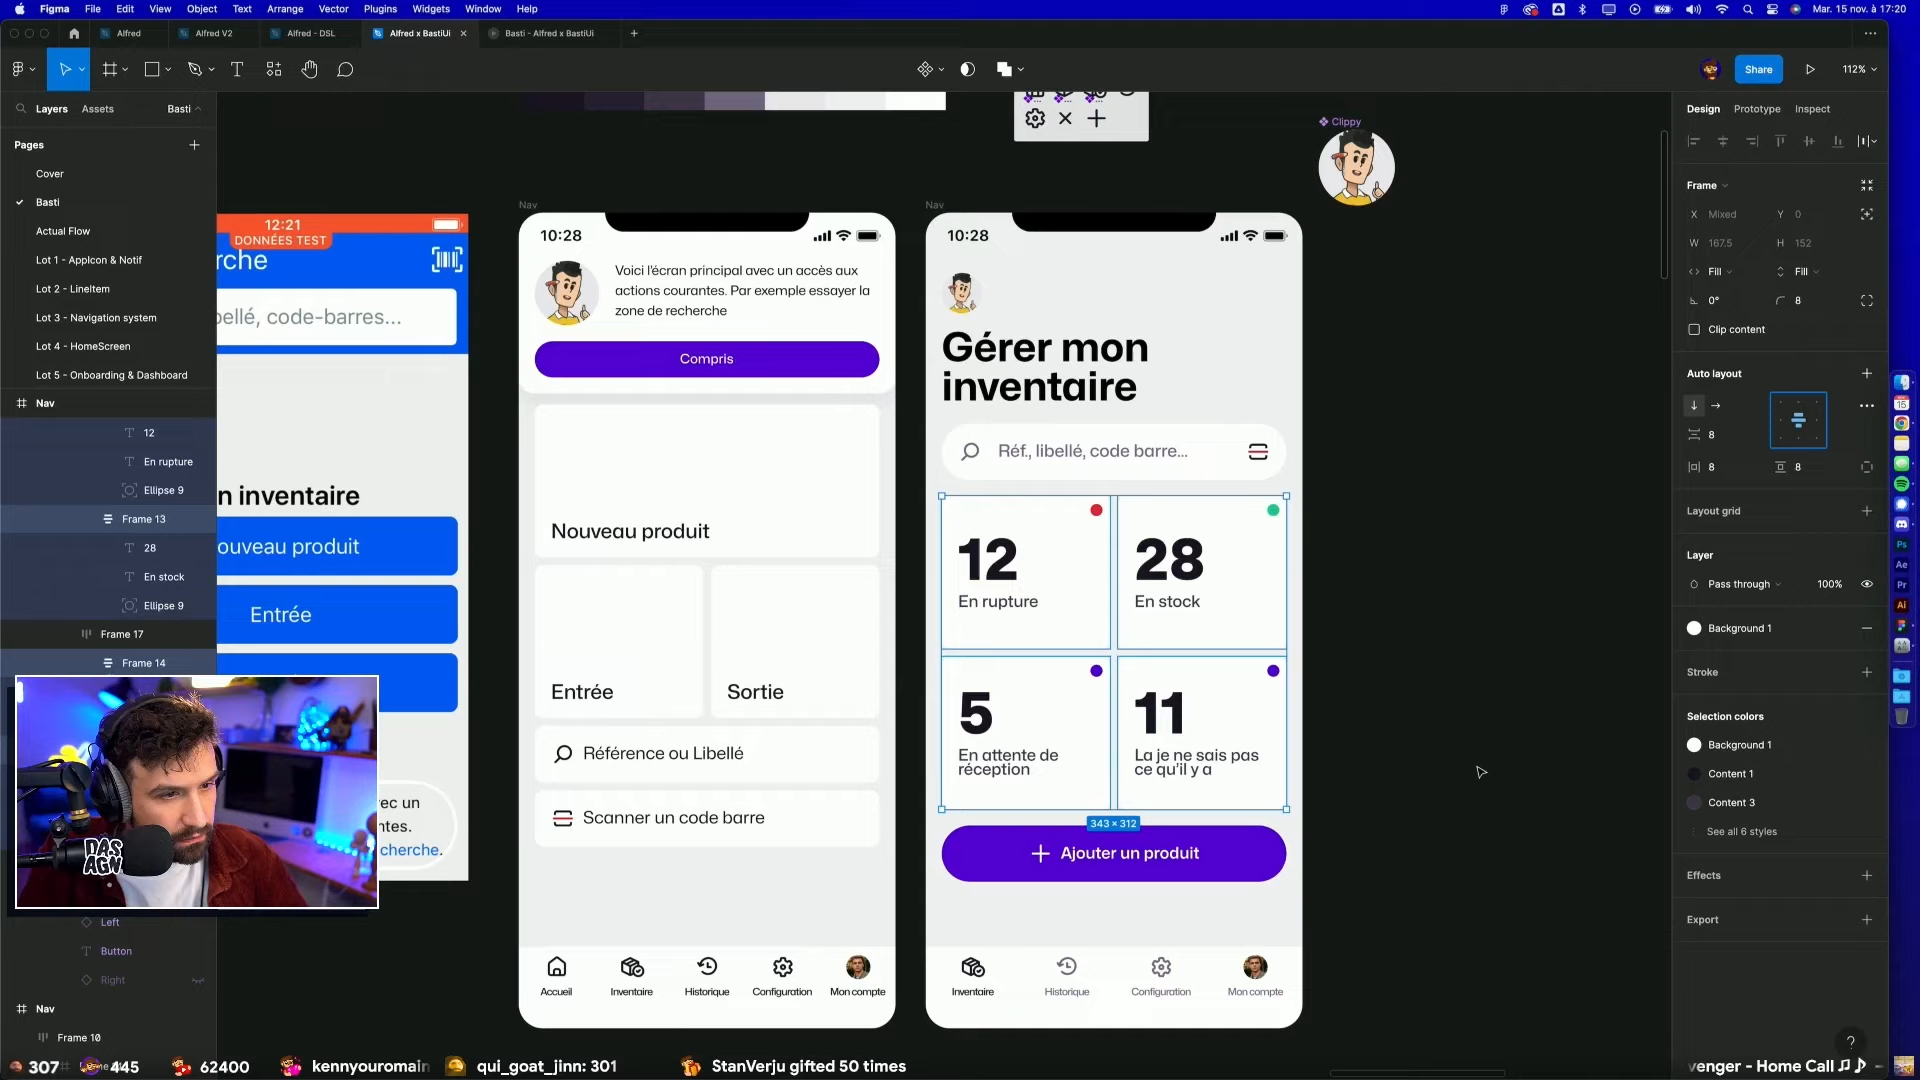 Figma File Edit View Object Text Arrange Vector Plugins Widgets Window Help
Mar. 15 nov. à 17:20
Alfred
Alfred V2
Alfred - DSL
Alfred x BastiUi
Basti - Alfred x BastiUi
Share
112%
Layers
Assets
Basti
Pages
Cover
Basti
Actual Flow
Lot 1 - AppIcon & Notif
Lot 2 - LineItem
Lot 3 - Navigation system
Lot 4 - HomeScreen
Lot 5 - Onboarding & Dashboard
Nav
12
En rupture
Ellipse 9
Frame 13
28
En stock
Ellipse 9
Frame 17
Frame 14
Left
Button
Right
Nav
Frame 10
12:21
DONNÉES TEST
rche
bellé, code-barres...
n inventaire
ouveau produit
Entrée
ec un
ntes.
cherche.
DAS
AGN
Nav
10:28
Voici l'écran principal avec un accès aux
actions courantes. Par exemple essayer la
zone de recherche
Compris
Nouveau produit
Entrée
Sortie
Référence ou Libellé
Scanner un code barre
Accueil
Inventaire
Historique
Configuration
Mon compte
Nav
10:28
Gérer mon
inventaire
Réf., libellé, code barre...
12
En rupture
28
En stock
5
En attente de
réception
11
La je ne sais pas
ce qu'il y a
343 × 312
Ajouter un produit
Inventaire
Historique
Configuration
Mon compte
Clippy
Design
Prototype
Inspect
Frame
X Mixed
Y 0
W 167.5
H 152
Fill
Fill
0°
8
Clip content
Auto layout
8
8
8
Layout grid
Layer
Pass through
100%
Background 1
Stroke
Selection colors
Background 1
Content 1
Content 3
See all 6 styles
Effects
Export
?
15
Ps
Ae
Pr
Ai
307
445
62400
kennyouromain
qui_goat_jinn: 301
StanVerju gifted 50 times
venger - Home Call